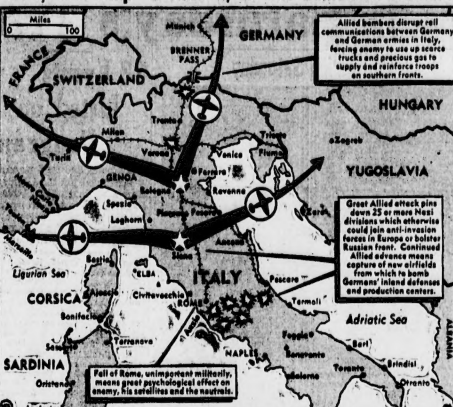 Miles
0 100
Munich
GERMANY
BRENNER
PASS
FRANCE
SWITZERLAND
HUNGARY
Allied bombers disrupt rail
communications between Germany
and German armies in Italy,
forcing enemy to use up scarce
trucks and precious gas to
supply and reinforce troops
on southern fronts.
Trento
Milan
Verona
Trieste
Venice
Fiume
Zagreb
Turin
GENOA
Ferrara
Bologna
Ravenna
YUGOSLAVIA
Spezia
Florence
Pesaro
Zara
Leghorn
Ancona
Siena
Great Allied attack pins
down 25 or more Nazi
divisions which otherwise
could join anti-invasion
forces in Europe or bolster
Russian front. Continued
Allied advance means
capture of new airfields
from which to bomb
Germans' inland defenses
and production centers.
Ligurian Sea
Bastia
ELBA
ITALY
CORSICA
Ajaccio
Civitavecchia
ROME
Pescara
Termoli
Bonifacio
Adriatic Sea
Terranova
Foggia
Bari
SARDINIA
NAPLES
Benevento
Brindisi
Salerno
Taranto
Oristano
Otranto
ALBANIA
Fall of Rome, unimportant militarily,
means great psychological effect on
enemy, his satellites and the neutrals.